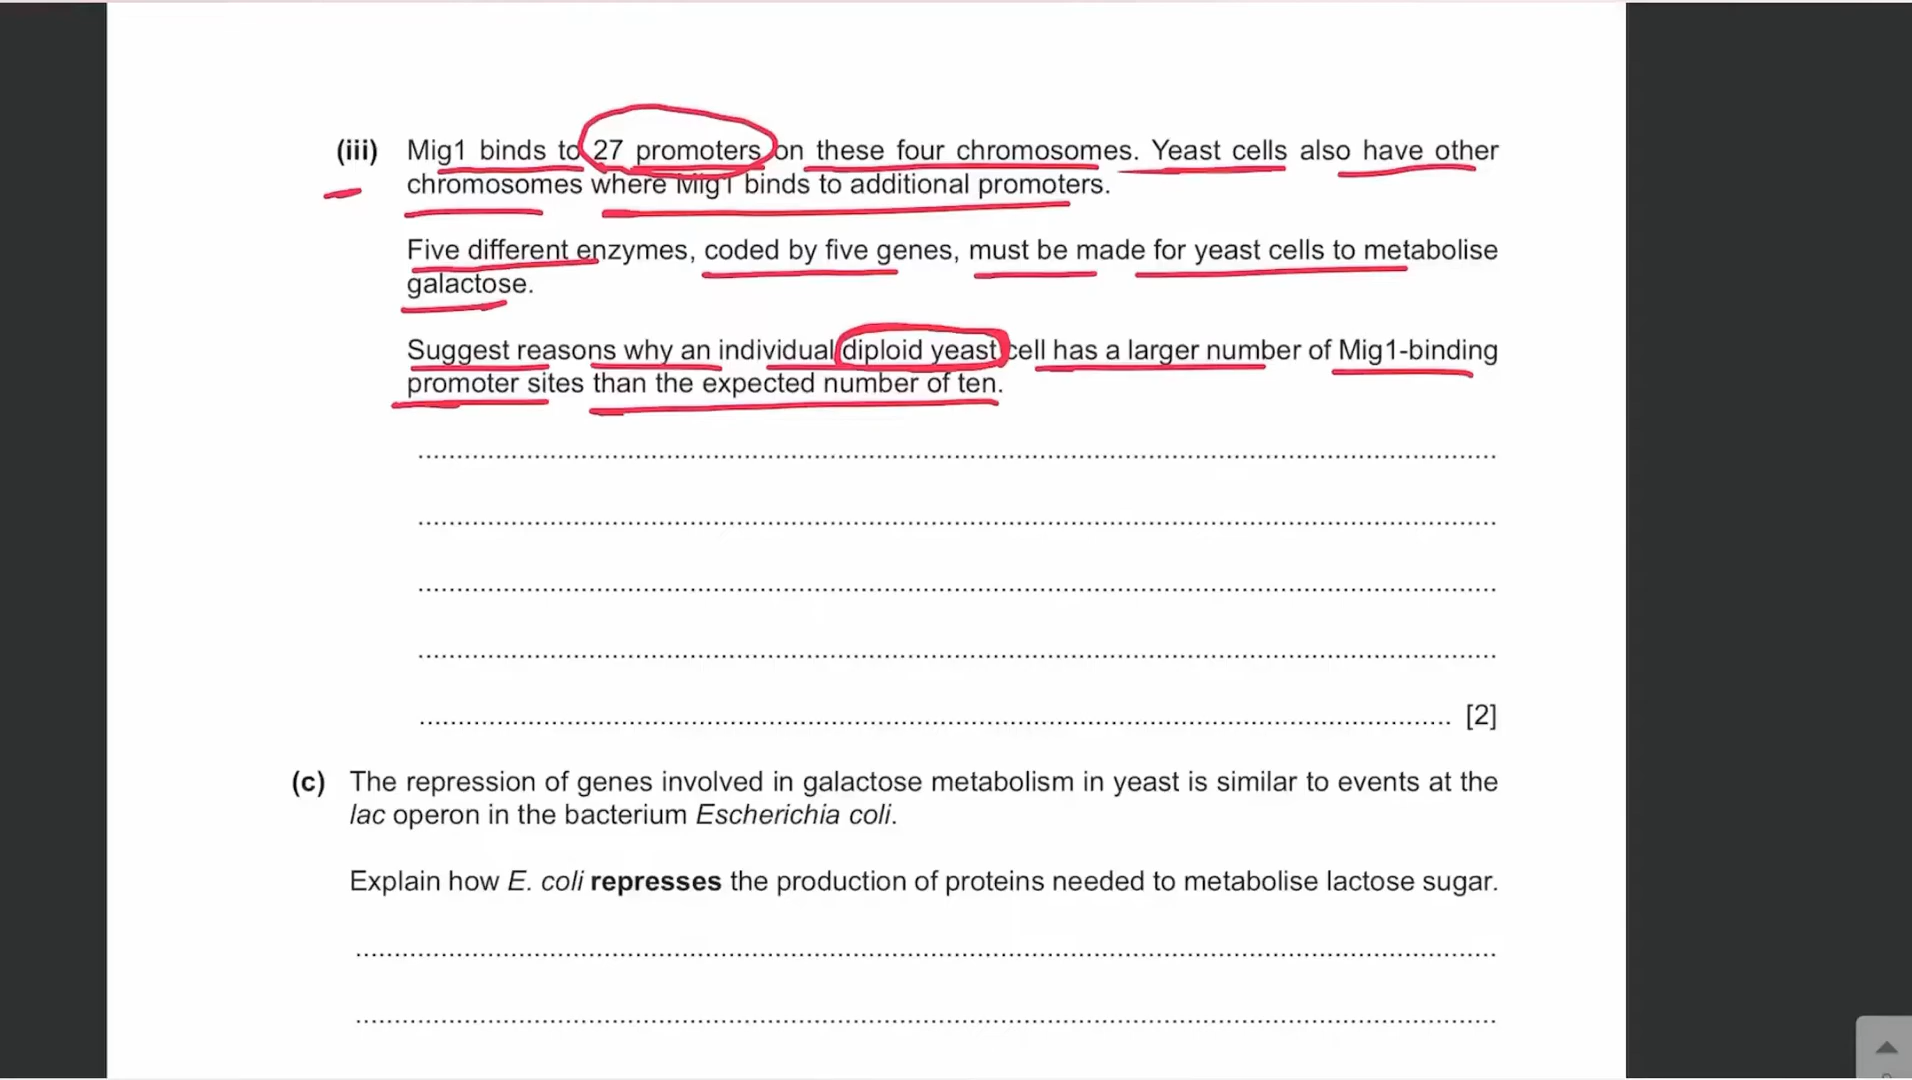 (iii) Mig1 binds to 27 promoters on these four chromosomes. Yeast cells also have other
chromosomes where Mig1 binds to additional promoters.
Five different enzymes, coded by five genes, must be made for yeast cells to metabolise
galactose.
Suggest reasons why an individual diploid yeast cell has a larger number of Mig1-binding
promoter sites than the expected number of ten.
[2]
(c) The repression of genes involved in galactose metabolism in yeast is similar to events at the
lac operon in the bacterium Escherichia coli.
Explain how E. coli represses the production of proteins needed to metabolise lactose sugar.